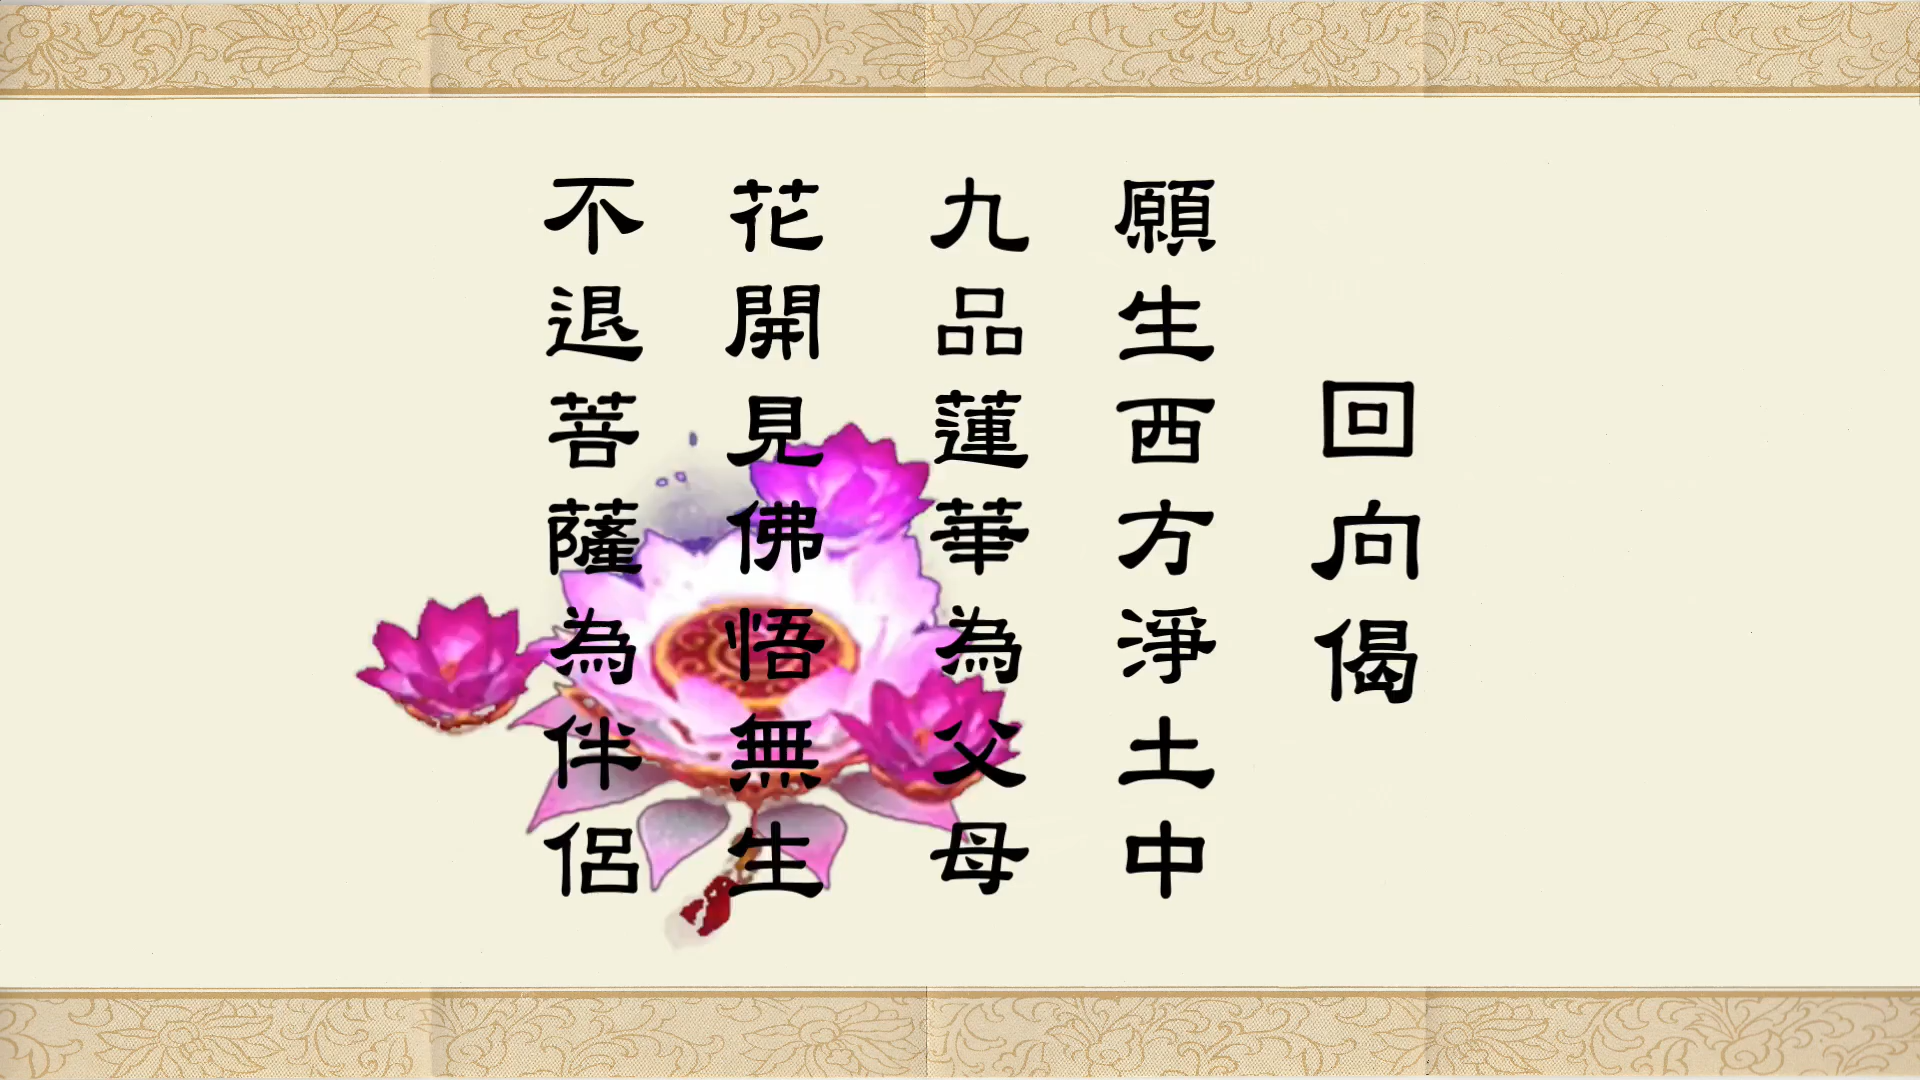 回向偈
願生西方淨土中
九品蓮華為父母
花開見佛悟無生
不退菩薩為伴侶